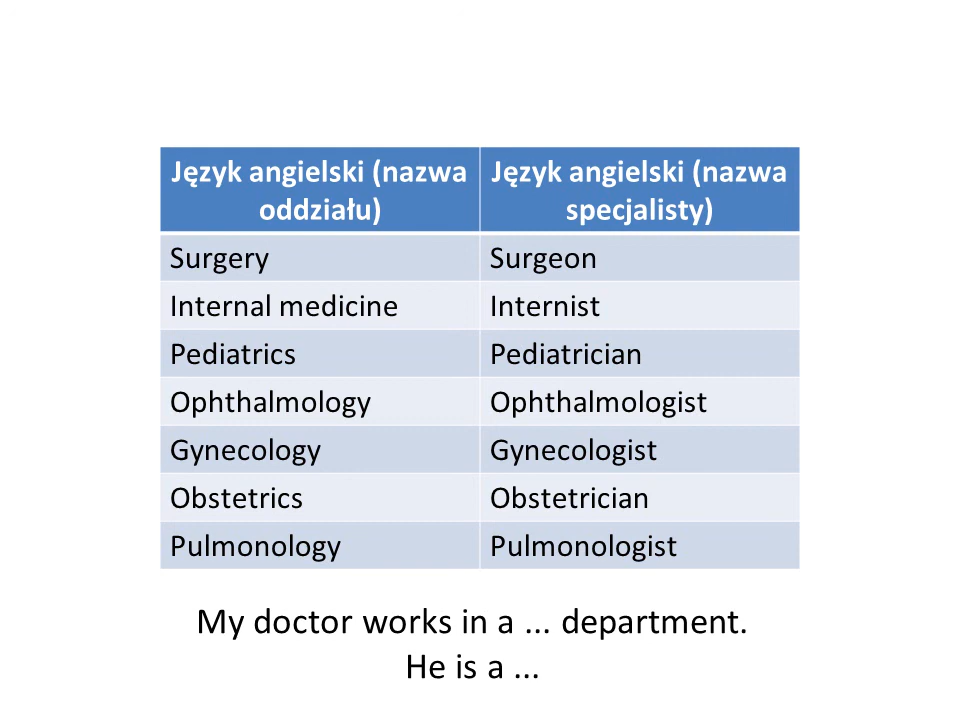 Język angielski (nazwa oddziału)
Język angielski (nazwa specjalisty)
Surgery
Surgeon
Internal medicine
Internist
Pediatrics
Pediatrician
Ophthalmology
Ophthalmologist
Gynecology
Gynecologist
Obstetrics
Obstetrician
Pulmonology
Pulmonologist
My doctor works in a ... department.
He is a ...